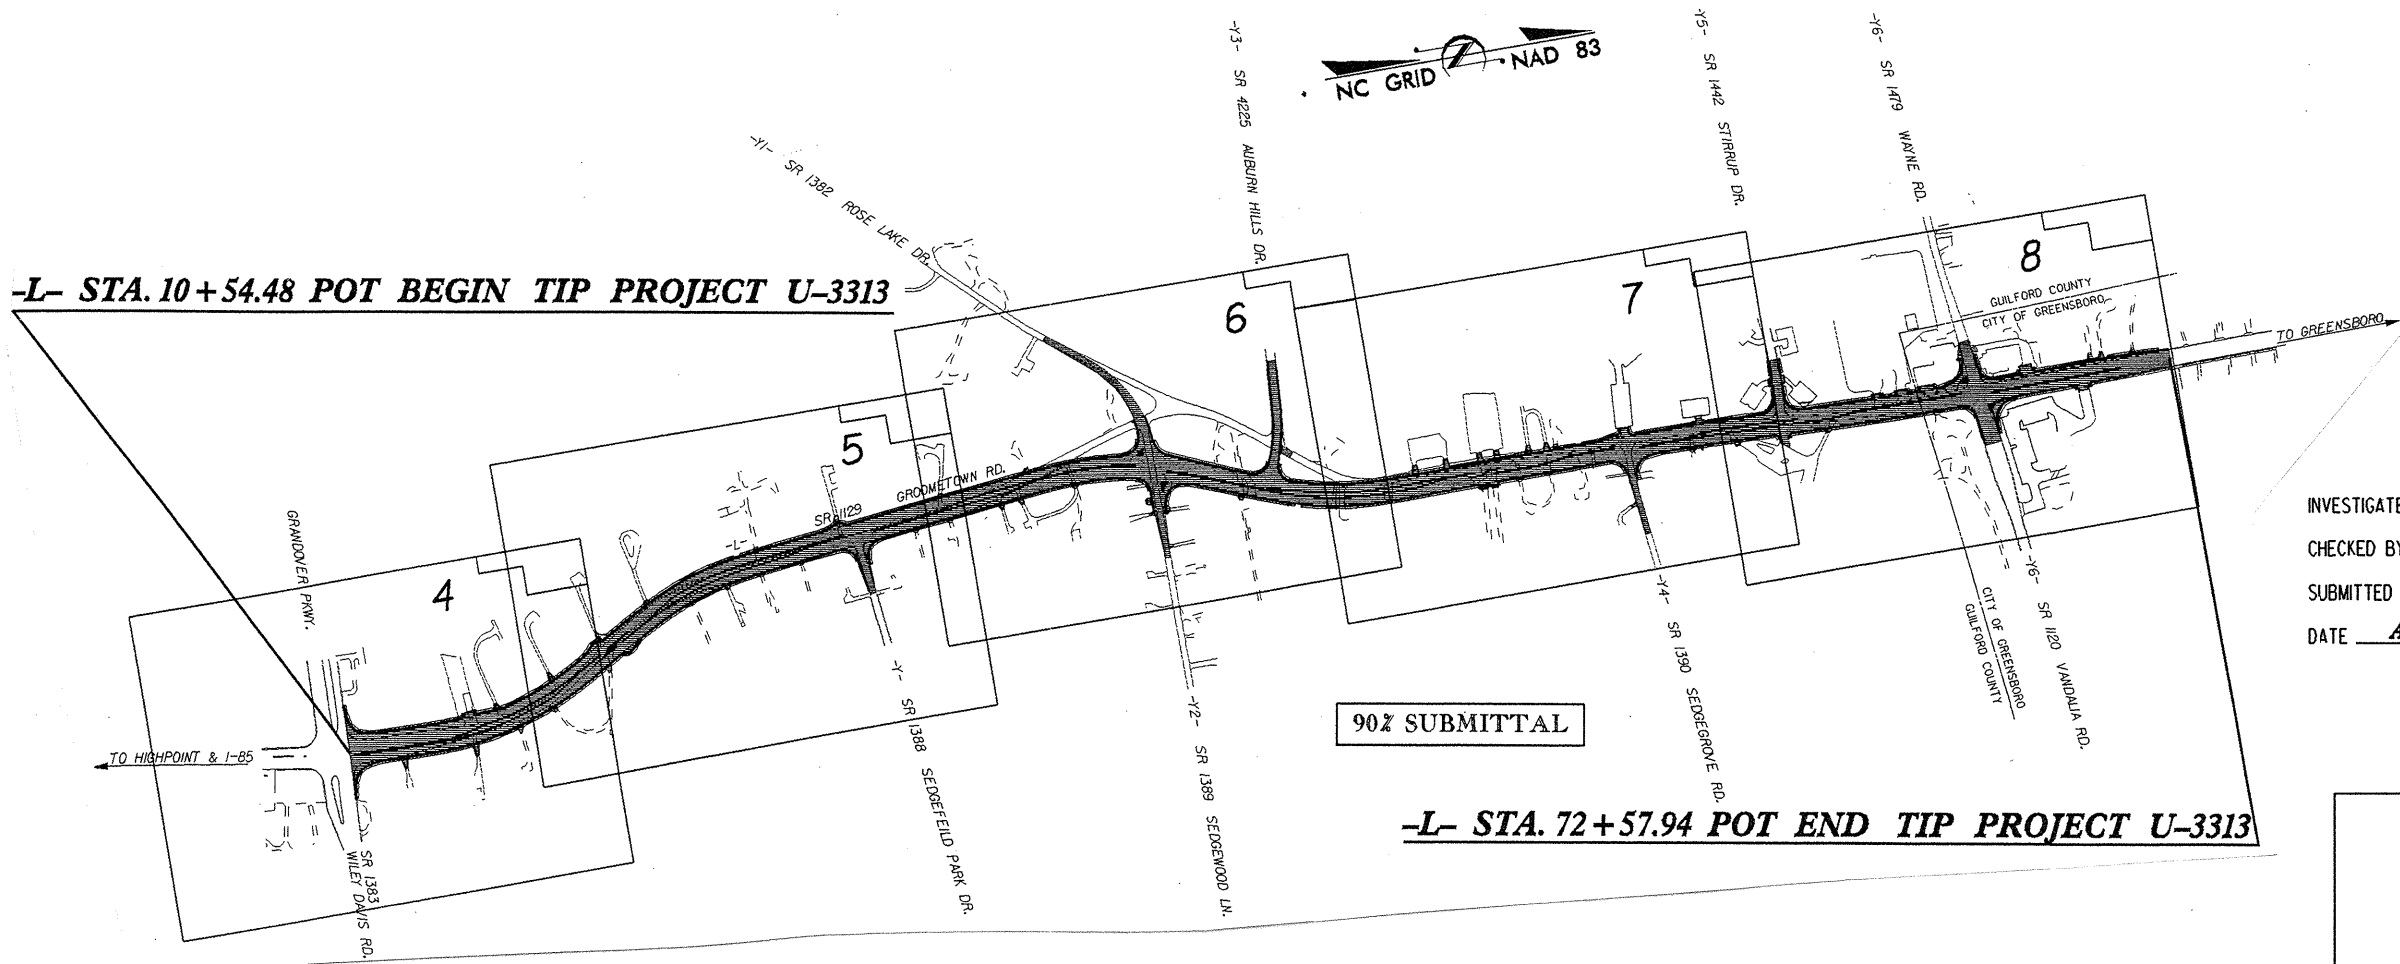 -Y3- SR 4225 AUBURN HILLS DR.
-Y5- SR 1442 STIRRUP DR.
-Y6- SR 1479 WAYNE RD.
NC GRID NAD 83
-Y1- SR 1382 ROSE LAKE DR.
-L- STA. 10+54.48 POT BEGIN TIP PROJECT U-3313
8
GUILFORD COUNTY
CITY OF GREENSBORO
7
6
TO GREENSBORO
5
GROOMETOWN RD.
SR 1129
-L-
GRANDOVER PKWY.
4
INVESTIGATE
CHECKED BY
SUBMITTED
DATE
-Y6- SR 1120 VANDALIA RD.
CITY OF GREENSBORO
GUILFORD COUNTY
-Y4- SR 1390 SEDGEGROVE RD.
-Y- SR 1388 SEDGEFEILD PARK DR.
-Y2- SR 1389 SEDGEWOOD LN.
90% SUBMITTAL
TO HIGHPOINT & I-85
-L- STA. 72+57.94 POT END TIP PROJECT U-3313
SR 1383
WILEY DAVIS RD.